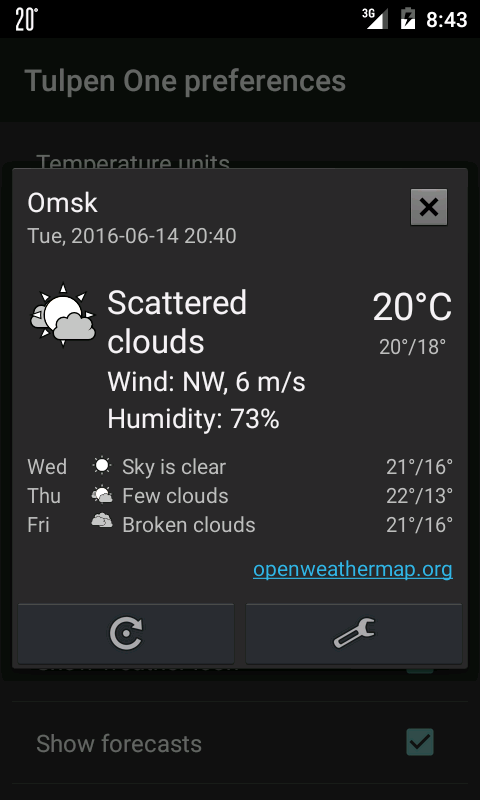 20°
3G
8:43
Tulpen One preferences
Temperature units
Omsk
Tue, 2016-06-14 20:40
Scattered
clouds
20°C
20°/18°
Wind: NW, 6 m/s
Humidity: 73%
Wed Sky is clear 21°/16°
Thu Few clouds 22°/13°
Fri Broken clouds 21°/16°
openweathermap.org
Show forecasts